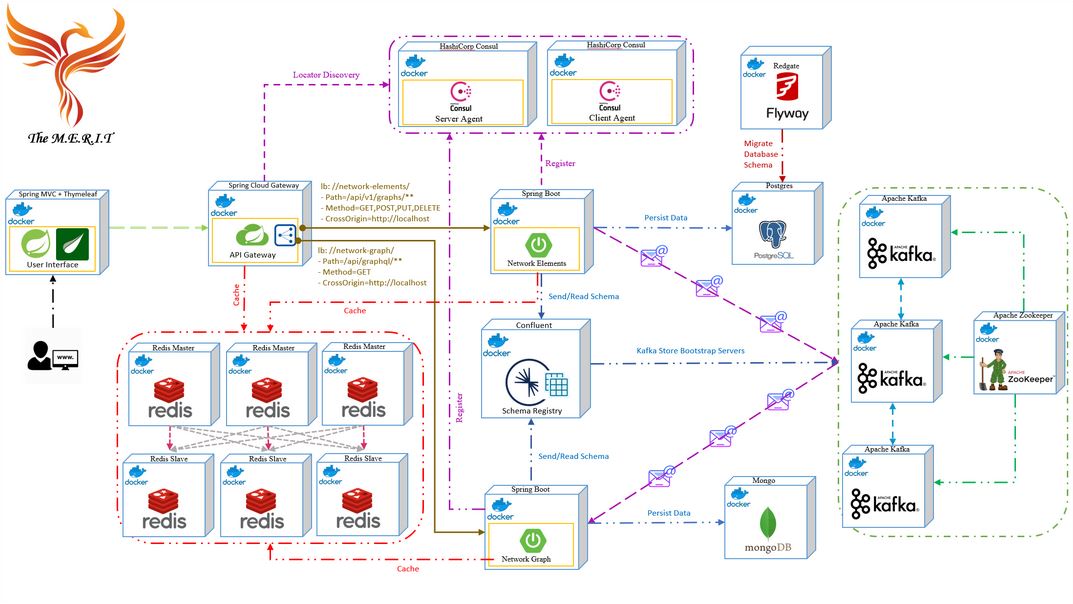 The M.E.R.I.T
HashiCorp Consul
docker
Consul
Server Agent
HashiCorp Consul
docker
Consul
Client Agent
Locator Discovery
Register
docker
Redgate
Flyway
Migrate
Database
Schema
Spring MVC + Thymeleaf
docker
User Interface
WWW.
Spring Cloud Gateway
docker
API Gateway
lb: //network-elements/
- Path=/api/v1/graphs/**
- Method=GET,POST,PUT,DELETE
- CrossOrigin=http://localhost
lb: //network-graph/
- Path=/api/graphql/**
- Method=GET
- CrossOrigin=http://localhost
Spring Boot
docker
Network Elements
Persist Data
Postgres
docker
PostgreSQL
@
@
@
Cache
Cache
Send/Read Schema
Confluent
docker
Schema Registry
Kafka Store Bootstrap Servers
Apache Kafka
docker
APACHE
kafka®
Apache Kafka
docker
APACHE
kafka®
Apache Kafka
docker
APACHE
kafka®
Apache Zookeeper
docker
APACHE
ZooKeeper™
Redis Master
docker
redis
Redis Master
docker
redis
Redis Master
docker
redis
Redis Slave
docker
redis
Redis Slave
docker
redis
Redis Slave
docker
redis
Register
@
@
@
Send/Read Schema
Spring Boot
docker
Network Graph
Cache
Persist Data
Mongo
docker
mongoDB